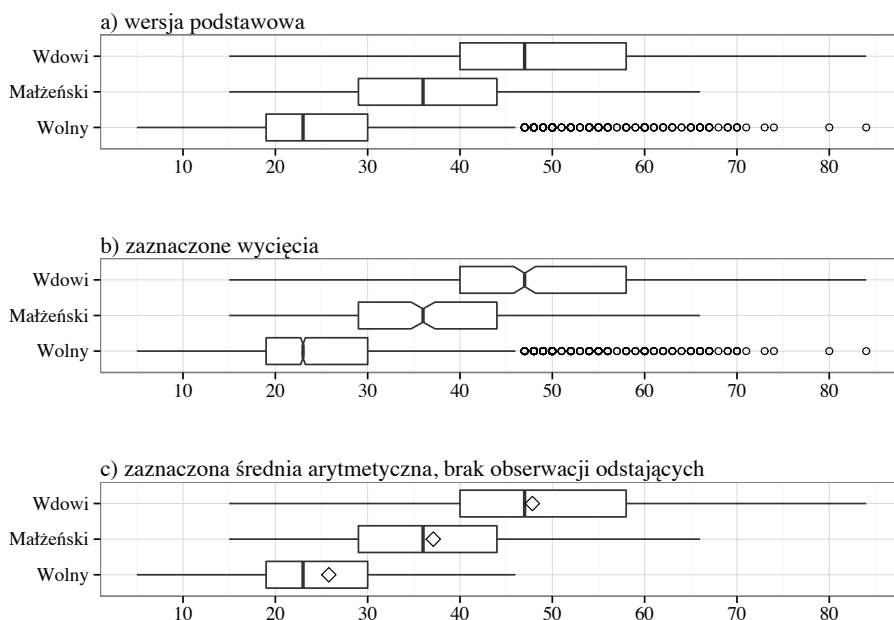 a) wersja podstawowa
Wdowi
Małżeński
Wolny
10 20 30 40 50 60 70 80
b) zaznaczone wycięcia
Wdowi
Małżeński
Wolny
10 20 30 40 50 60 70 80
c) zaznaczona średnia arytmetyczna, brak obserwacji odstających
Wdowi
Małżeński
Wolny
10 20 30 40 50 60 70 80